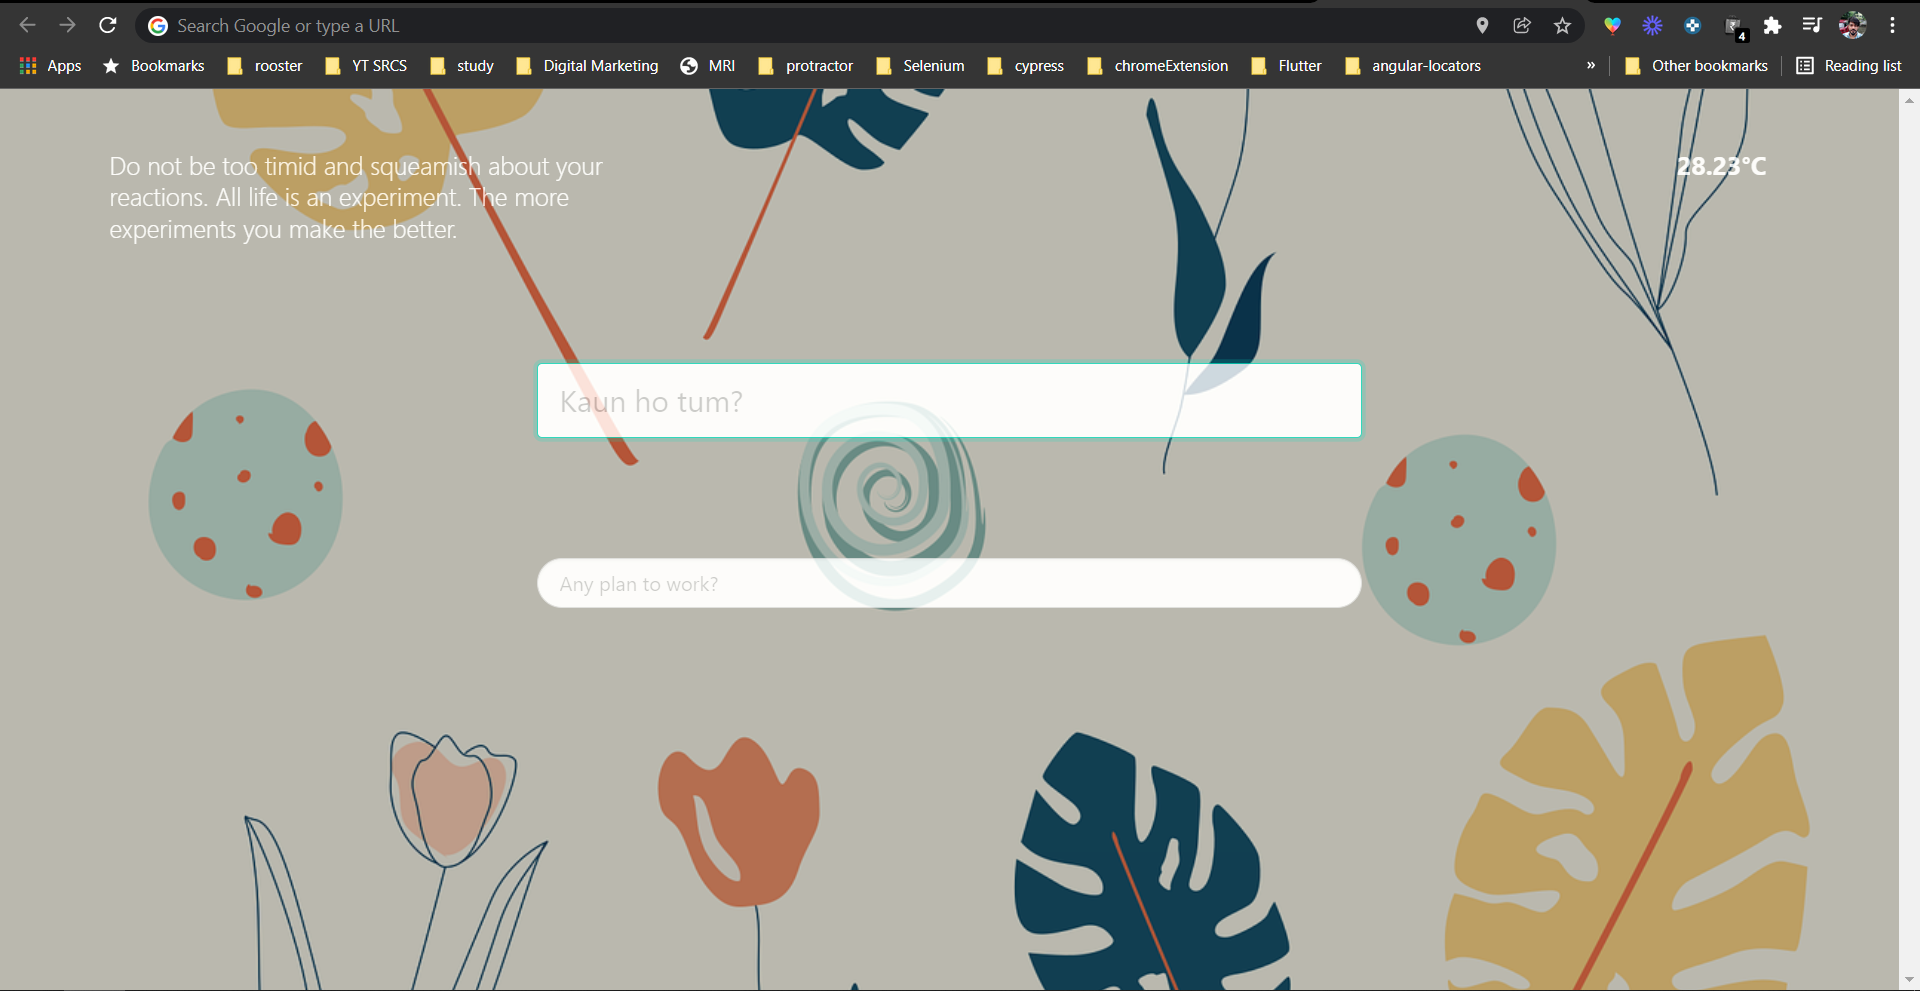 Search Google or type a URL
4
Apps Bookmarks rooster YT SRCS study Digital Marketing MRI protractor Selenium cypress chromeExtension Flutter angular-locators » Other bookmarks Reading list
Do not be too timid and squeamish about your
reactions. All life is an experiment. The more
experiments you make the better.
28.23°C
Kaun ho tum?
Any plan to work?